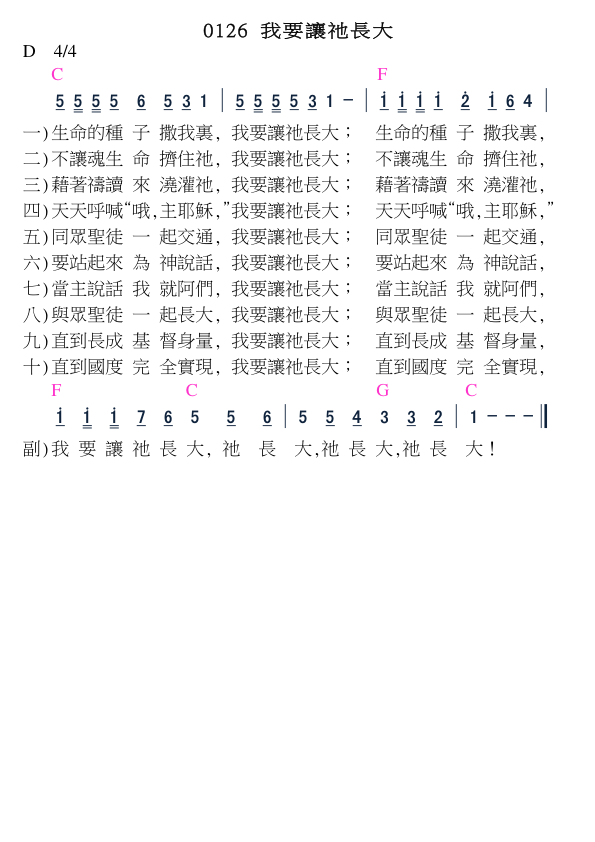 0126 我要讓祂長大
D 4/4
C F
5 5 5 5 6 5 3 1 | 5 5 5 5 3 1 － | i i i i 2̇ i 6 4 |
一)生命的種 子 撒我裏, 我要讓祂長大； 生命的種 子 撒我裏,
二)不讓魂生 命 擠住祂, 我要讓祂長大； 不讓魂生 命 擠住祂,
三)藉著禱讀 來 澆灌祂, 我要讓祂長大； 藉著禱讀 來 澆灌祂,
四)天天呼喊“哦,主耶穌,”我要讓祂長大； 天天呼喊“哦,主耶穌,”
五)同眾聖徒 一 起交通, 我要讓祂長大； 同眾聖徒 一 起交通,
六)要站起來 為 神說話, 我要讓祂長大； 要站起來 為 神說話,
七)當主說話 我 就阿們, 我要讓祂長大； 當主說話 我 就阿們,
八)與眾聖徒 一 起長大, 我要讓祂長大； 與眾聖徒 一 起長大,
九)直到長成 基 督身量, 我要讓祂長大； 直到長成 基 督身量,
十)直到國度 完 全實現, 我要讓祂長大； 直到國度 完 全實現,
F C G C
i i i 7 6 5 5 6 | 5 5 4 3 3 2 | 1 － － － ‖
副)我 要 讓 祂 長 大, 祂 長 大,祂 長 大,祂 長 大！